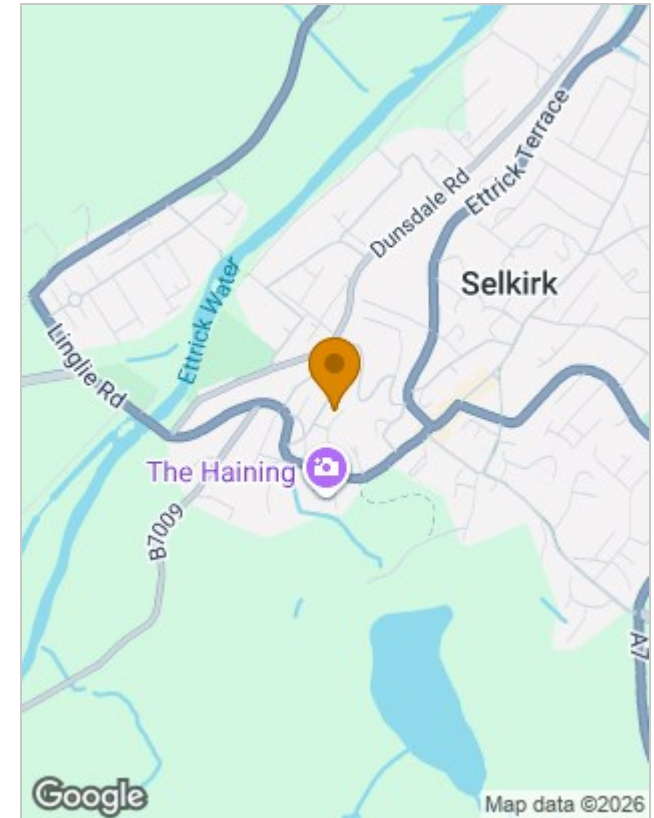 Ettrick Terrace
Dunsdale Rd
Selkirk
Ettrick Water
Linglie Rd
The Haining
B7009
A7
Google
Map data ©2026